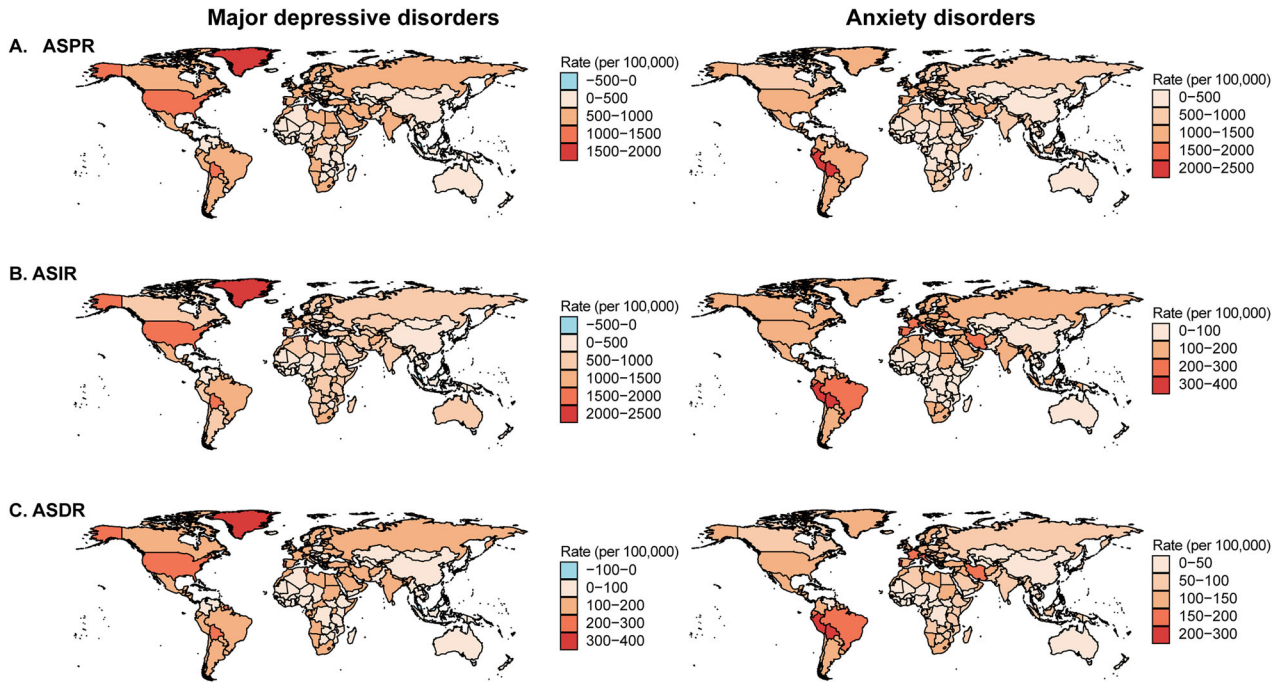 Major depressive disorders
Anxiety disorders
A. ASPR
Rate (per 100,000)
−500−0
0−500
500−1000
1000−1500
1500−2000
Rate (per 100,000)
0−500
500−1000
1000−1500
1500−2000
2000−2500
B. ASIR
Rate (per 100,000)
−500−0
0−500
500−1000
1000−1500
1500−2000
2000−2500
Rate (per 100,000)
0−100
100−200
200−300
300−400
C. ASDR
Rate (per 100,000)
−100−0
0−100
100−200
200−300
300−400
Rate (per 100,000)
0−50
50−100
100−150
150−200
200−300